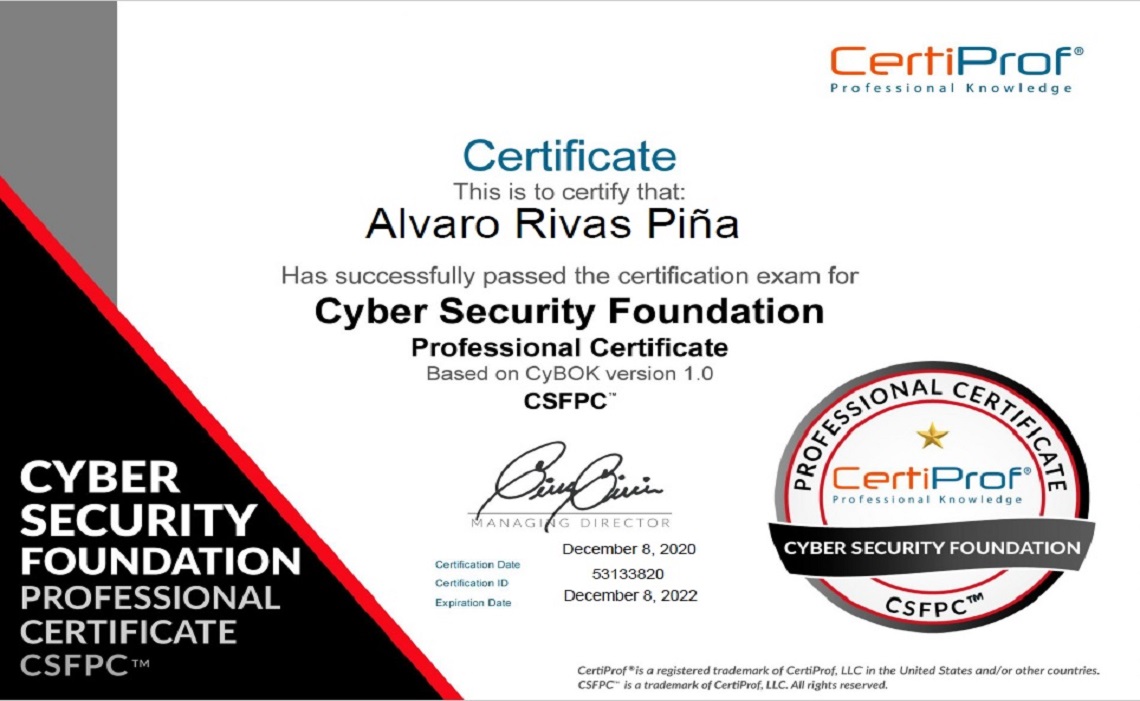 CertiProf®
Professional Knowledge
Certificate
This is to certify that:
Alvaro Rivas Piña
Has successfully passed the certification exam for
Cyber Security Foundation
Professional Certificate
Based on CyBOK version 1.0
CSFPC™
MANAGING DIRECTOR
Certification Date December 8, 2020
Certification ID 53133820
Expiration Date December 8, 2022
CYBER
SECURITY
FOUNDATION
PROFESSIONAL
CERTIFICATE
CSFPC™
PROFESSIONAL CERTIFICATE
CertiProf®
Professional Knowledge
CYBER SECURITY FOUNDATION
CSFPC™
CertiProf® is a registered trademark of CertiProf, LLC in the United States and/or other countries.
CSFPC™ is a trademark of CertiProf, LLC. All rights reserved.